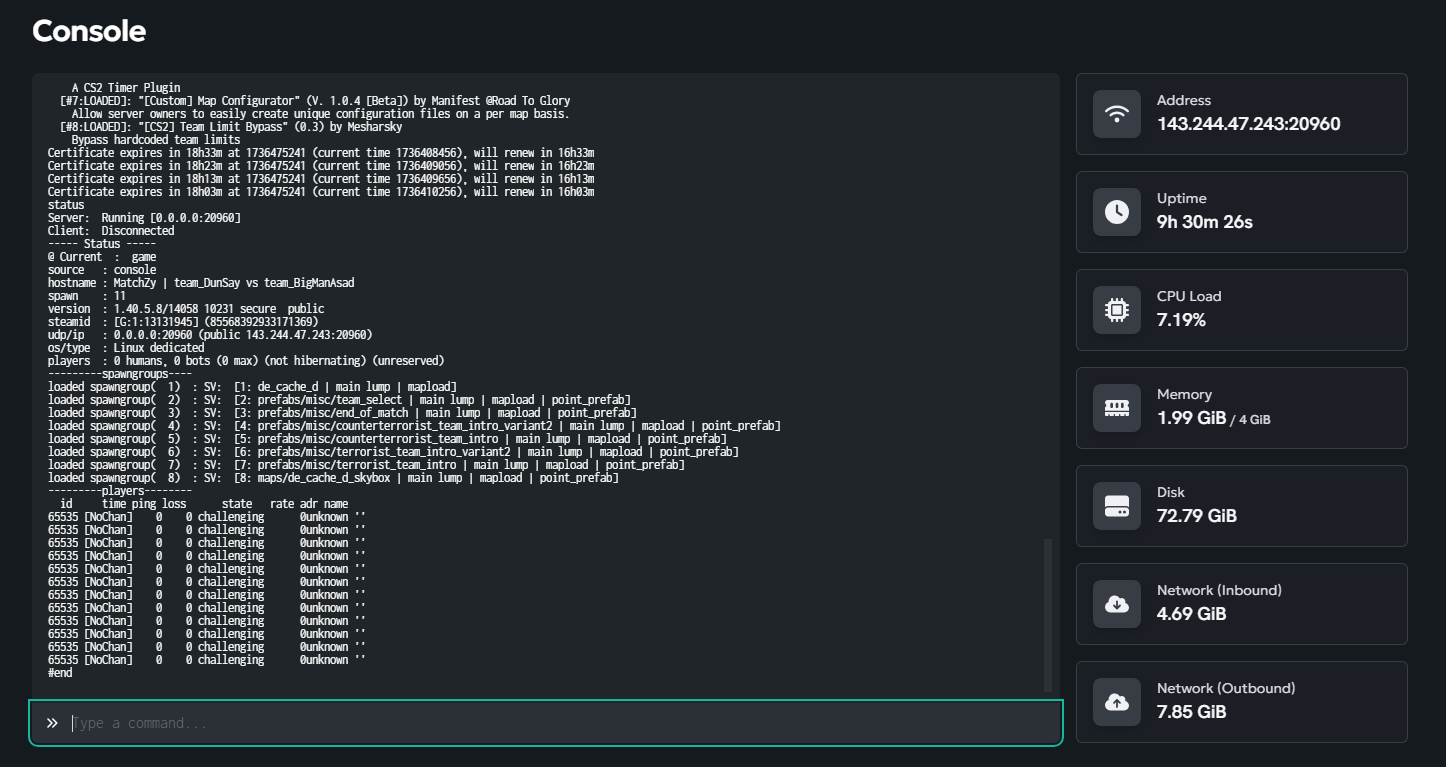 Console
A CS2 Timer Plugin
[#7:LOADED]: "[Custom] Map Configurator" (V. 1.0.4 [Beta]) by Manifest @Road To Glory
Allow server owners to easily create unique configuration files on a per map basis.
[#8:LOADED]: "[CS2] Team Limit Bypass" (0.3) by Mesharsky
Bypass hardcoded team limits
Certificate expires in 18h33m at 1736475241 (current time 1736408456), will renew in 16h33m
Certificate expires in 18h23m at 1736475241 (current time 1736409056), will renew in 16h23m
Certificate expires in 18h13m at 1736475241 (current time 1736409656), will renew in 16h13m
Certificate expires in 18h03m at 1736475241 (current time 1736410256), will renew in 16h03m
status
Server:  Running [0.0.0.0:20960]
Client:  Disconnected
----- Status -----
@ Current  :  game
source   : console
hostname : MatchZy | team_DunSay vs team_BigManAsad
spawn    : 11
version  : 1.40.5.8/14058 10231 secure  public
steamid  : [G:1:13131945] (85568392933171369)
udp/ip   : 0.0.0.0:20960 (public 143.244.47.243:20960)
os/type  : Linux dedicated
players  : 0 humans, 0 bots (0 max) (not hibernating) (unreserved)
---------spawngroups----
loaded spawngroup(  1)  : SV:  [1: de_cache_d | main lump | mapload]
loaded spawngroup(  2)  : SV:  [2: prefabs/misc/team_select | main lump | mapload | point_prefab]
loaded spawngroup(  3)  : SV:  [3: prefabs/misc/end_of_match | main lump | mapload | point_prefab]
loaded spawngroup(  4)  : SV:  [4: prefabs/misc/counterterrorist_team_intro_variant2 | main lump | mapload | point_prefab]
loaded spawngroup(  5)  : SV:  [5: prefabs/misc/counterterrorist_team_intro | main lump | mapload | point_prefab]
loaded spawngroup(  6)  : SV:  [6: prefabs/misc/terrorist_team_intro_variant2 | main lump | mapload | point_prefab]
loaded spawngroup(  7)  : SV:  [7: prefabs/misc/terrorist_team_intro | main lump | mapload | point_prefab]
loaded spawngroup(  8)  : SV:  [8: maps/de_cache_d_skybox | main lump | mapload | point_prefab]
---------players--------
id     time ping loss      state   rate adr name
65535 [NoChan]    0    0 challenging      0unknown ''
65535 [NoChan]    0    0 challenging      0unknown ''
65535 [NoChan]    0    0 challenging      0unknown ''
65535 [NoChan]    0    0 challenging      0unknown ''
65535 [NoChan]    0    0 challenging      0unknown ''
65535 [NoChan]    0    0 challenging      0unknown ''
65535 [NoChan]    0    0 challenging      0unknown ''
65535 [NoChan]    0    0 challenging      0unknown ''
65535 [NoChan]    0    0 challenging      0unknown ''
65535 [NoChan]    0    0 challenging      0unknown ''
65535 [NoChan]    0    0 challenging      0unknown ''
65535 [NoChan]    0    0 challenging      0unknown ''
#end
Type a command...
Address
143.244.47.243:20960
Uptime
9h 30m 26s
CPU Load
7.19%
Memory
1.99 GiB / 4 GiB
Disk
72.79 GiB
Network (Inbound)
4.69 GiB
Network (Outbound)
7.85 GiB